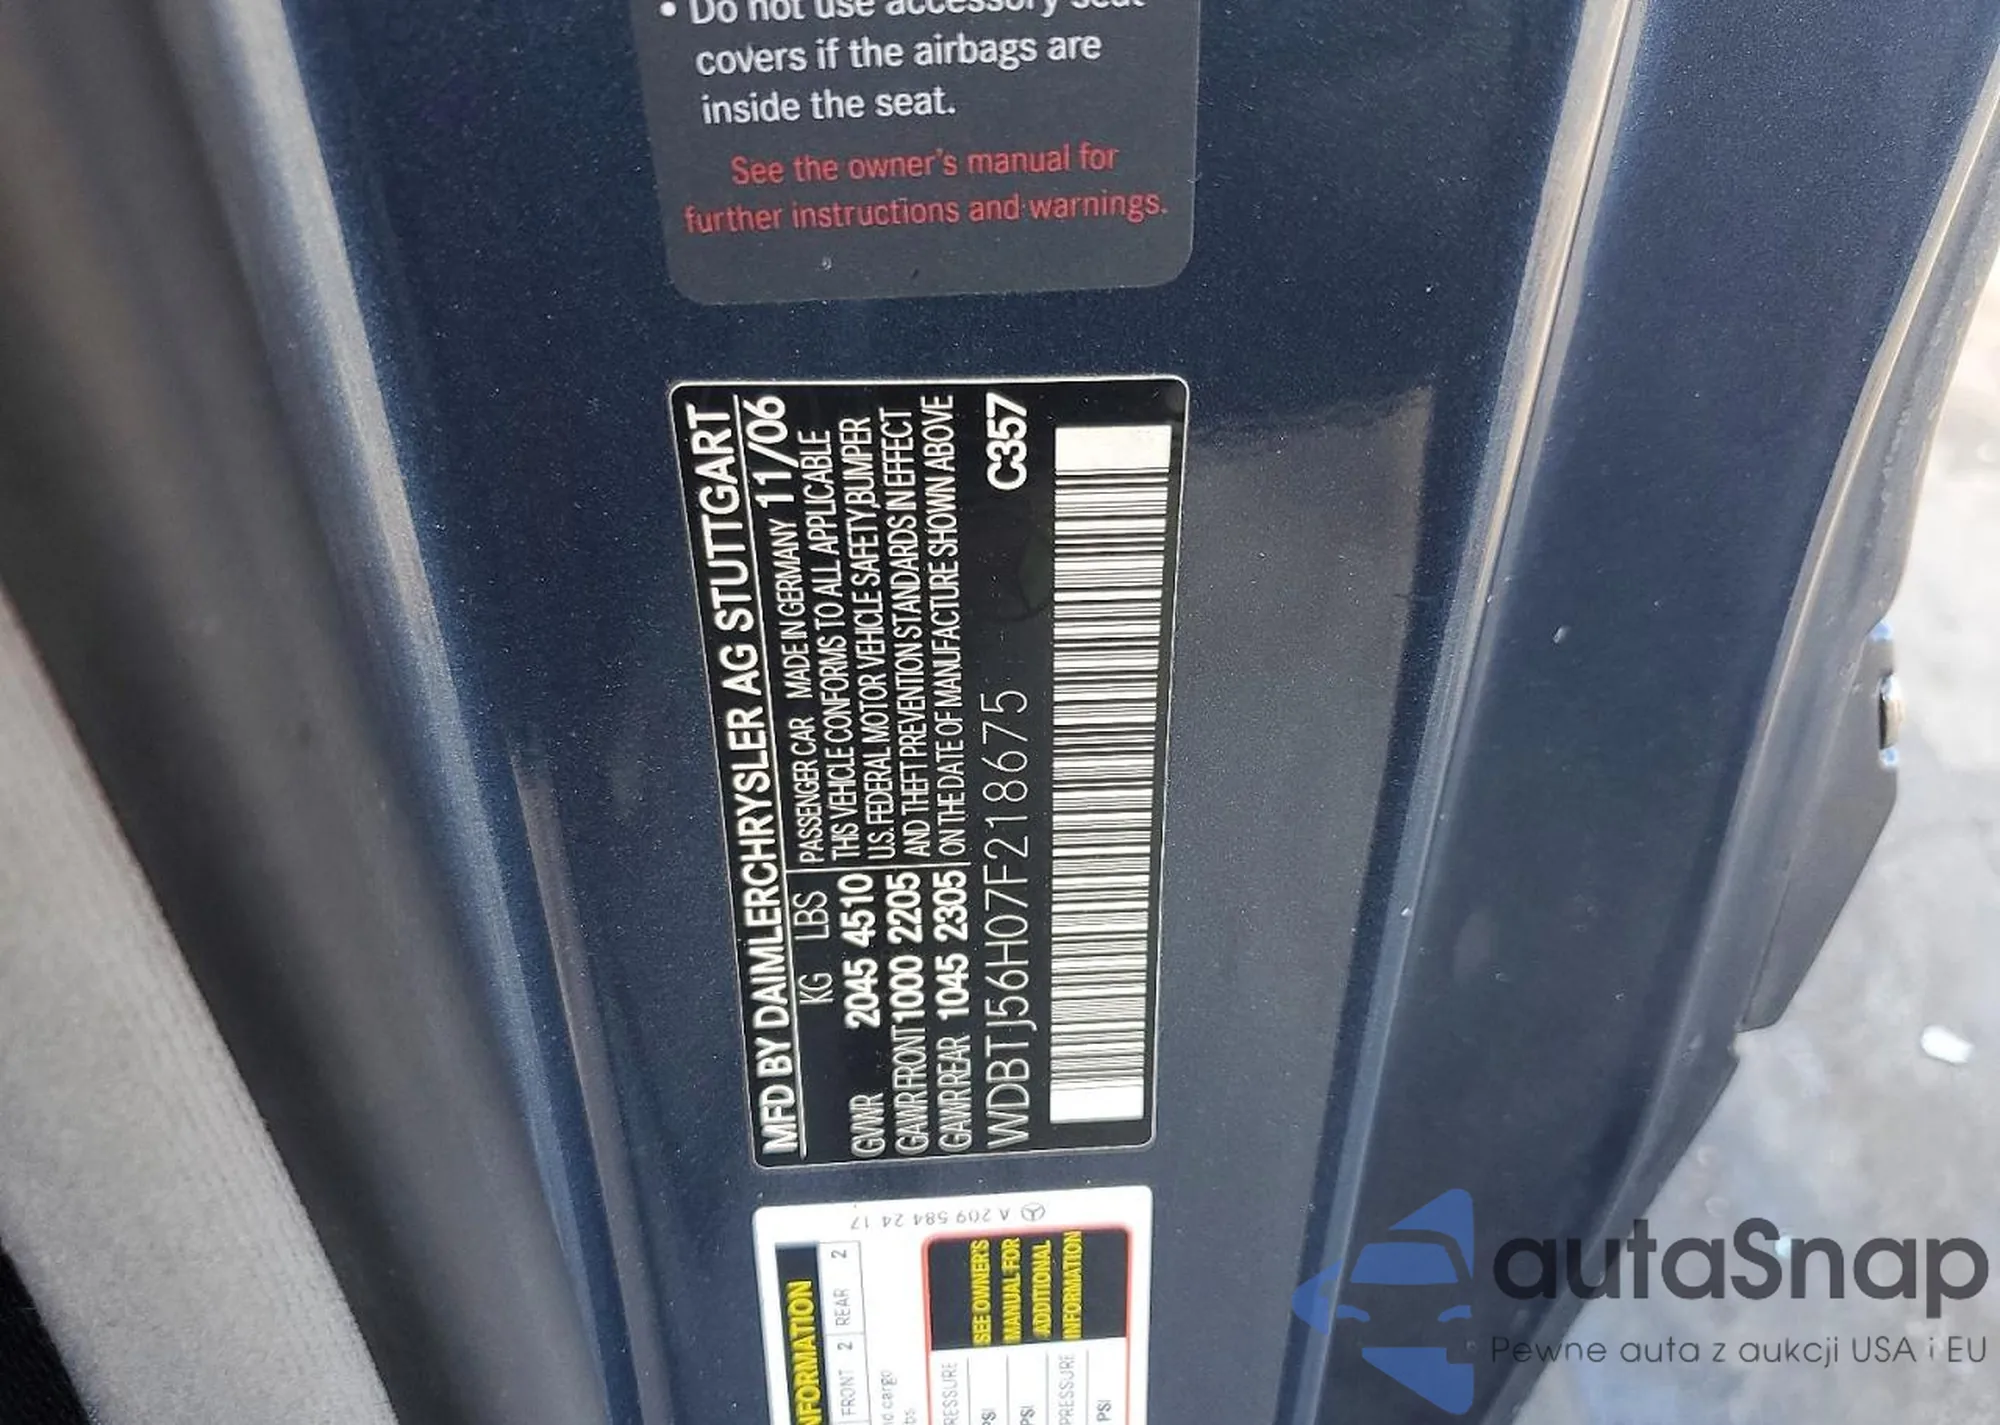 • Do not use accessory seat
covers if the airbags are
inside the seat.
See the owner's manual for
further instructions and warnings.
MFD BY DAIMLERCHRYSLER AG STUTTGART
KG LBS PASSENGER CAR MADE IN GERMANY 11/06
GVWR 2045 4510 THIS VEHICLE CONFORMS TO ALL APPLICABLE
GAWR FRONT 1000 2205 U.S. FEDERAL MOTOR VEHICLE SAFETY,BUMPER
GAWR REAR 1045 2305 AND THEFT PREVENTION STANDARDS IN EFFECT
ON THE DATE OF MANUFACTURE SHOWN ABOVE
WDBTJ56H07F218675 C357
A 209 584 24 17
FRONT 2 REAR 2
cargo
SEE OWNER'S
MANUAL FOR
ADDITIONAL
INFORMATION
PSI
PSI
PRESSURE
PSI
autaSnap
Pewne auta z aukcji USA i EU